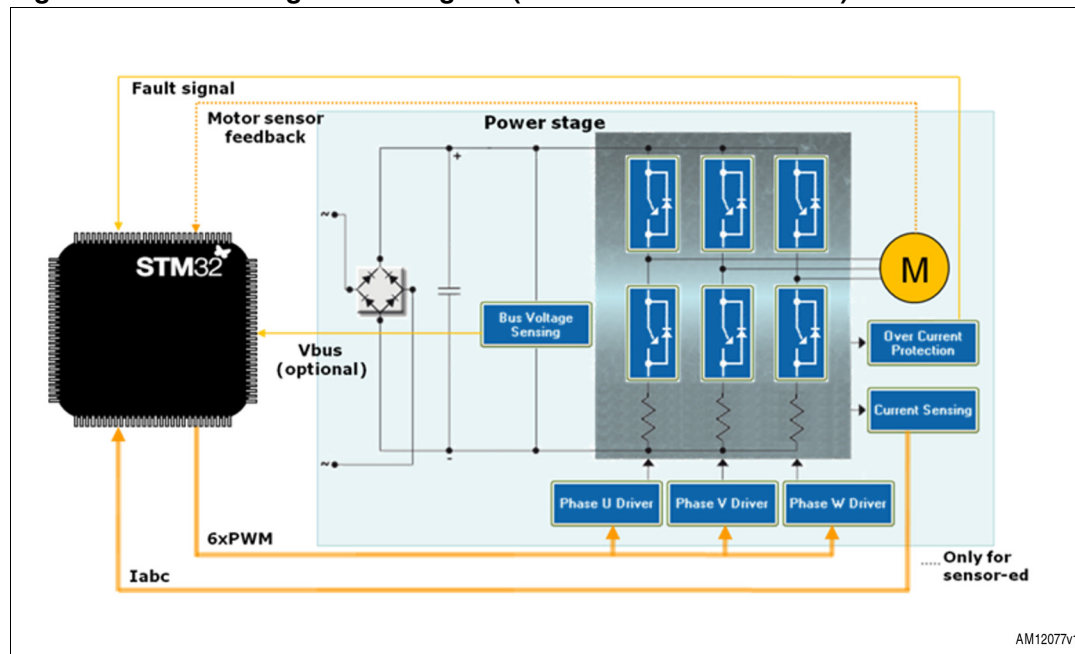 Fault signal
Motor sensor
feedback
Power stage
STM32
+
~
M
Bus Voltage
Sensing
Over Current
Protection
Vbus
(optional)
Current Sensing
~
-
Phase U Driver
Phase V Driver
Phase W Driver
6xPWM
Only for
sensor-ed
Iabc